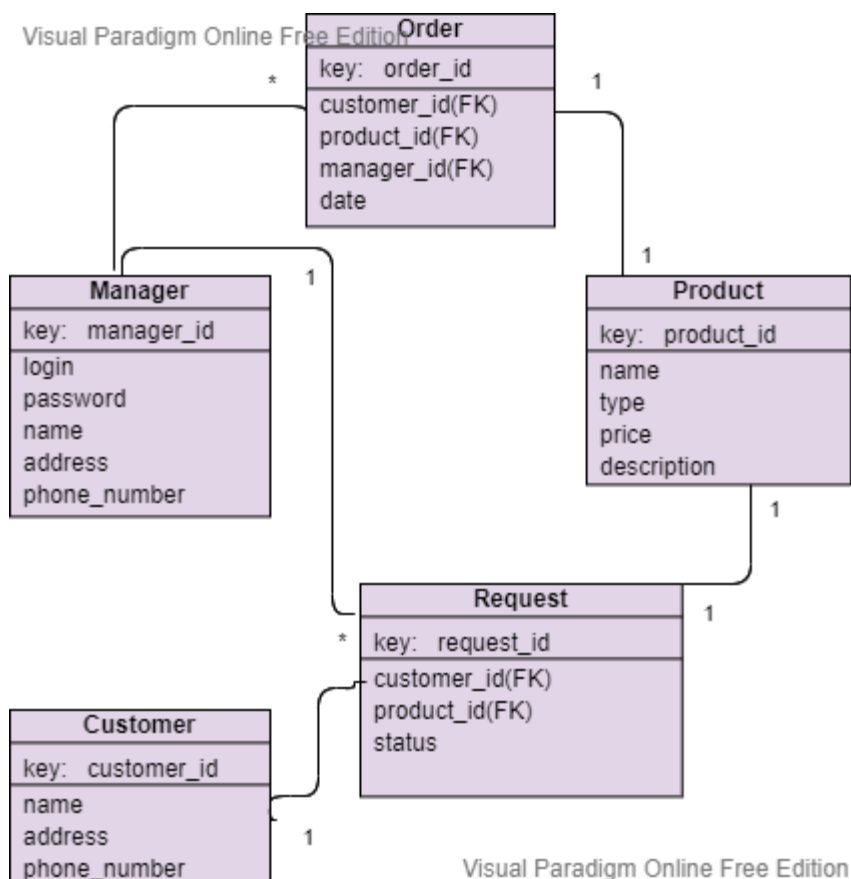 Visual Paradigm Online Free Edition
Order
key: order_id
customer_id(FK)
product_id(FK)
manager_id(FK)
date
*
1
1
1
Manager
key: manager_id
login
password
name
address
phone_number
Product
key: product_id
name
type
price
description
1
1
*
Request
key: request_id
customer_id(FK)
product_id(FK)
status
Customer
key: customer_id
name
address
phone_number
1
Visual Paradigm Online Free Edition